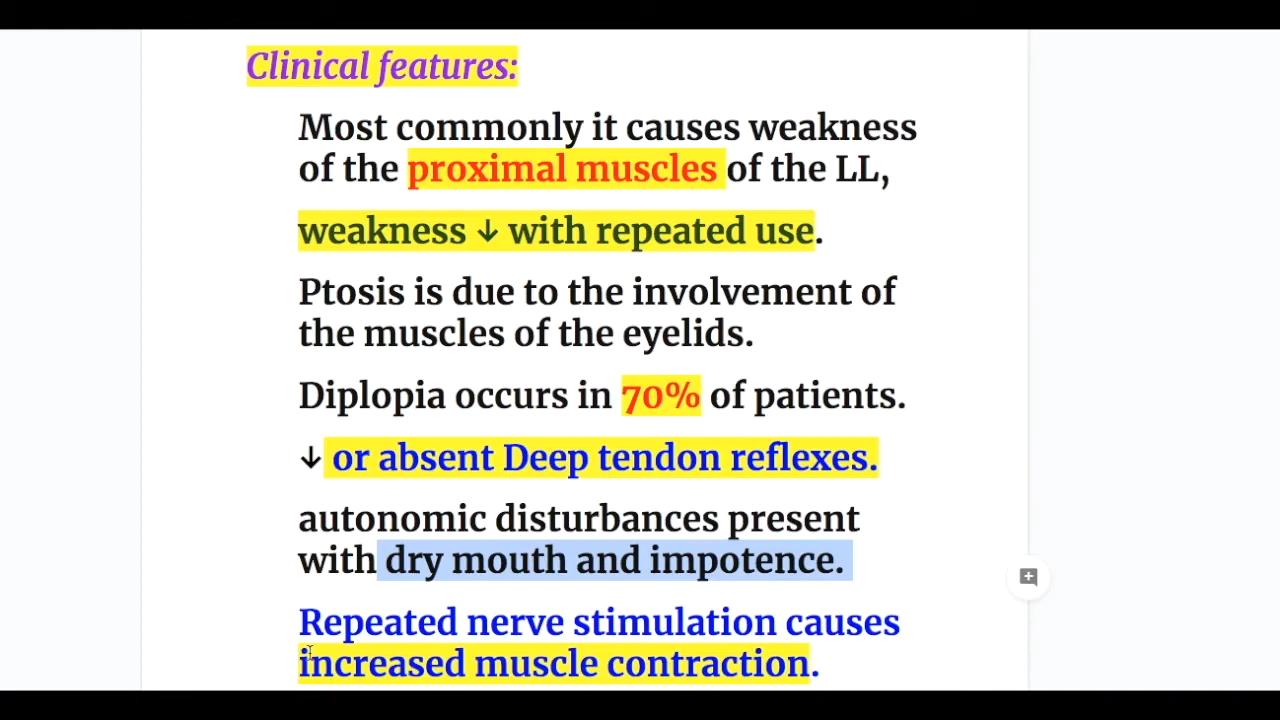 Clinical features:
Most commonly it causes weakness
of the proximal muscles of the LL,
weakness ↓ with repeated use.
Ptosis is due to the involvement of
the muscles of the eyelids.
Diplopia occurs in 70% of patients.
↓ or absent Deep tendon reflexes.
autonomic disturbances present
with dry mouth and impotence.
Repeated nerve stimulation causes
increased muscle contraction.